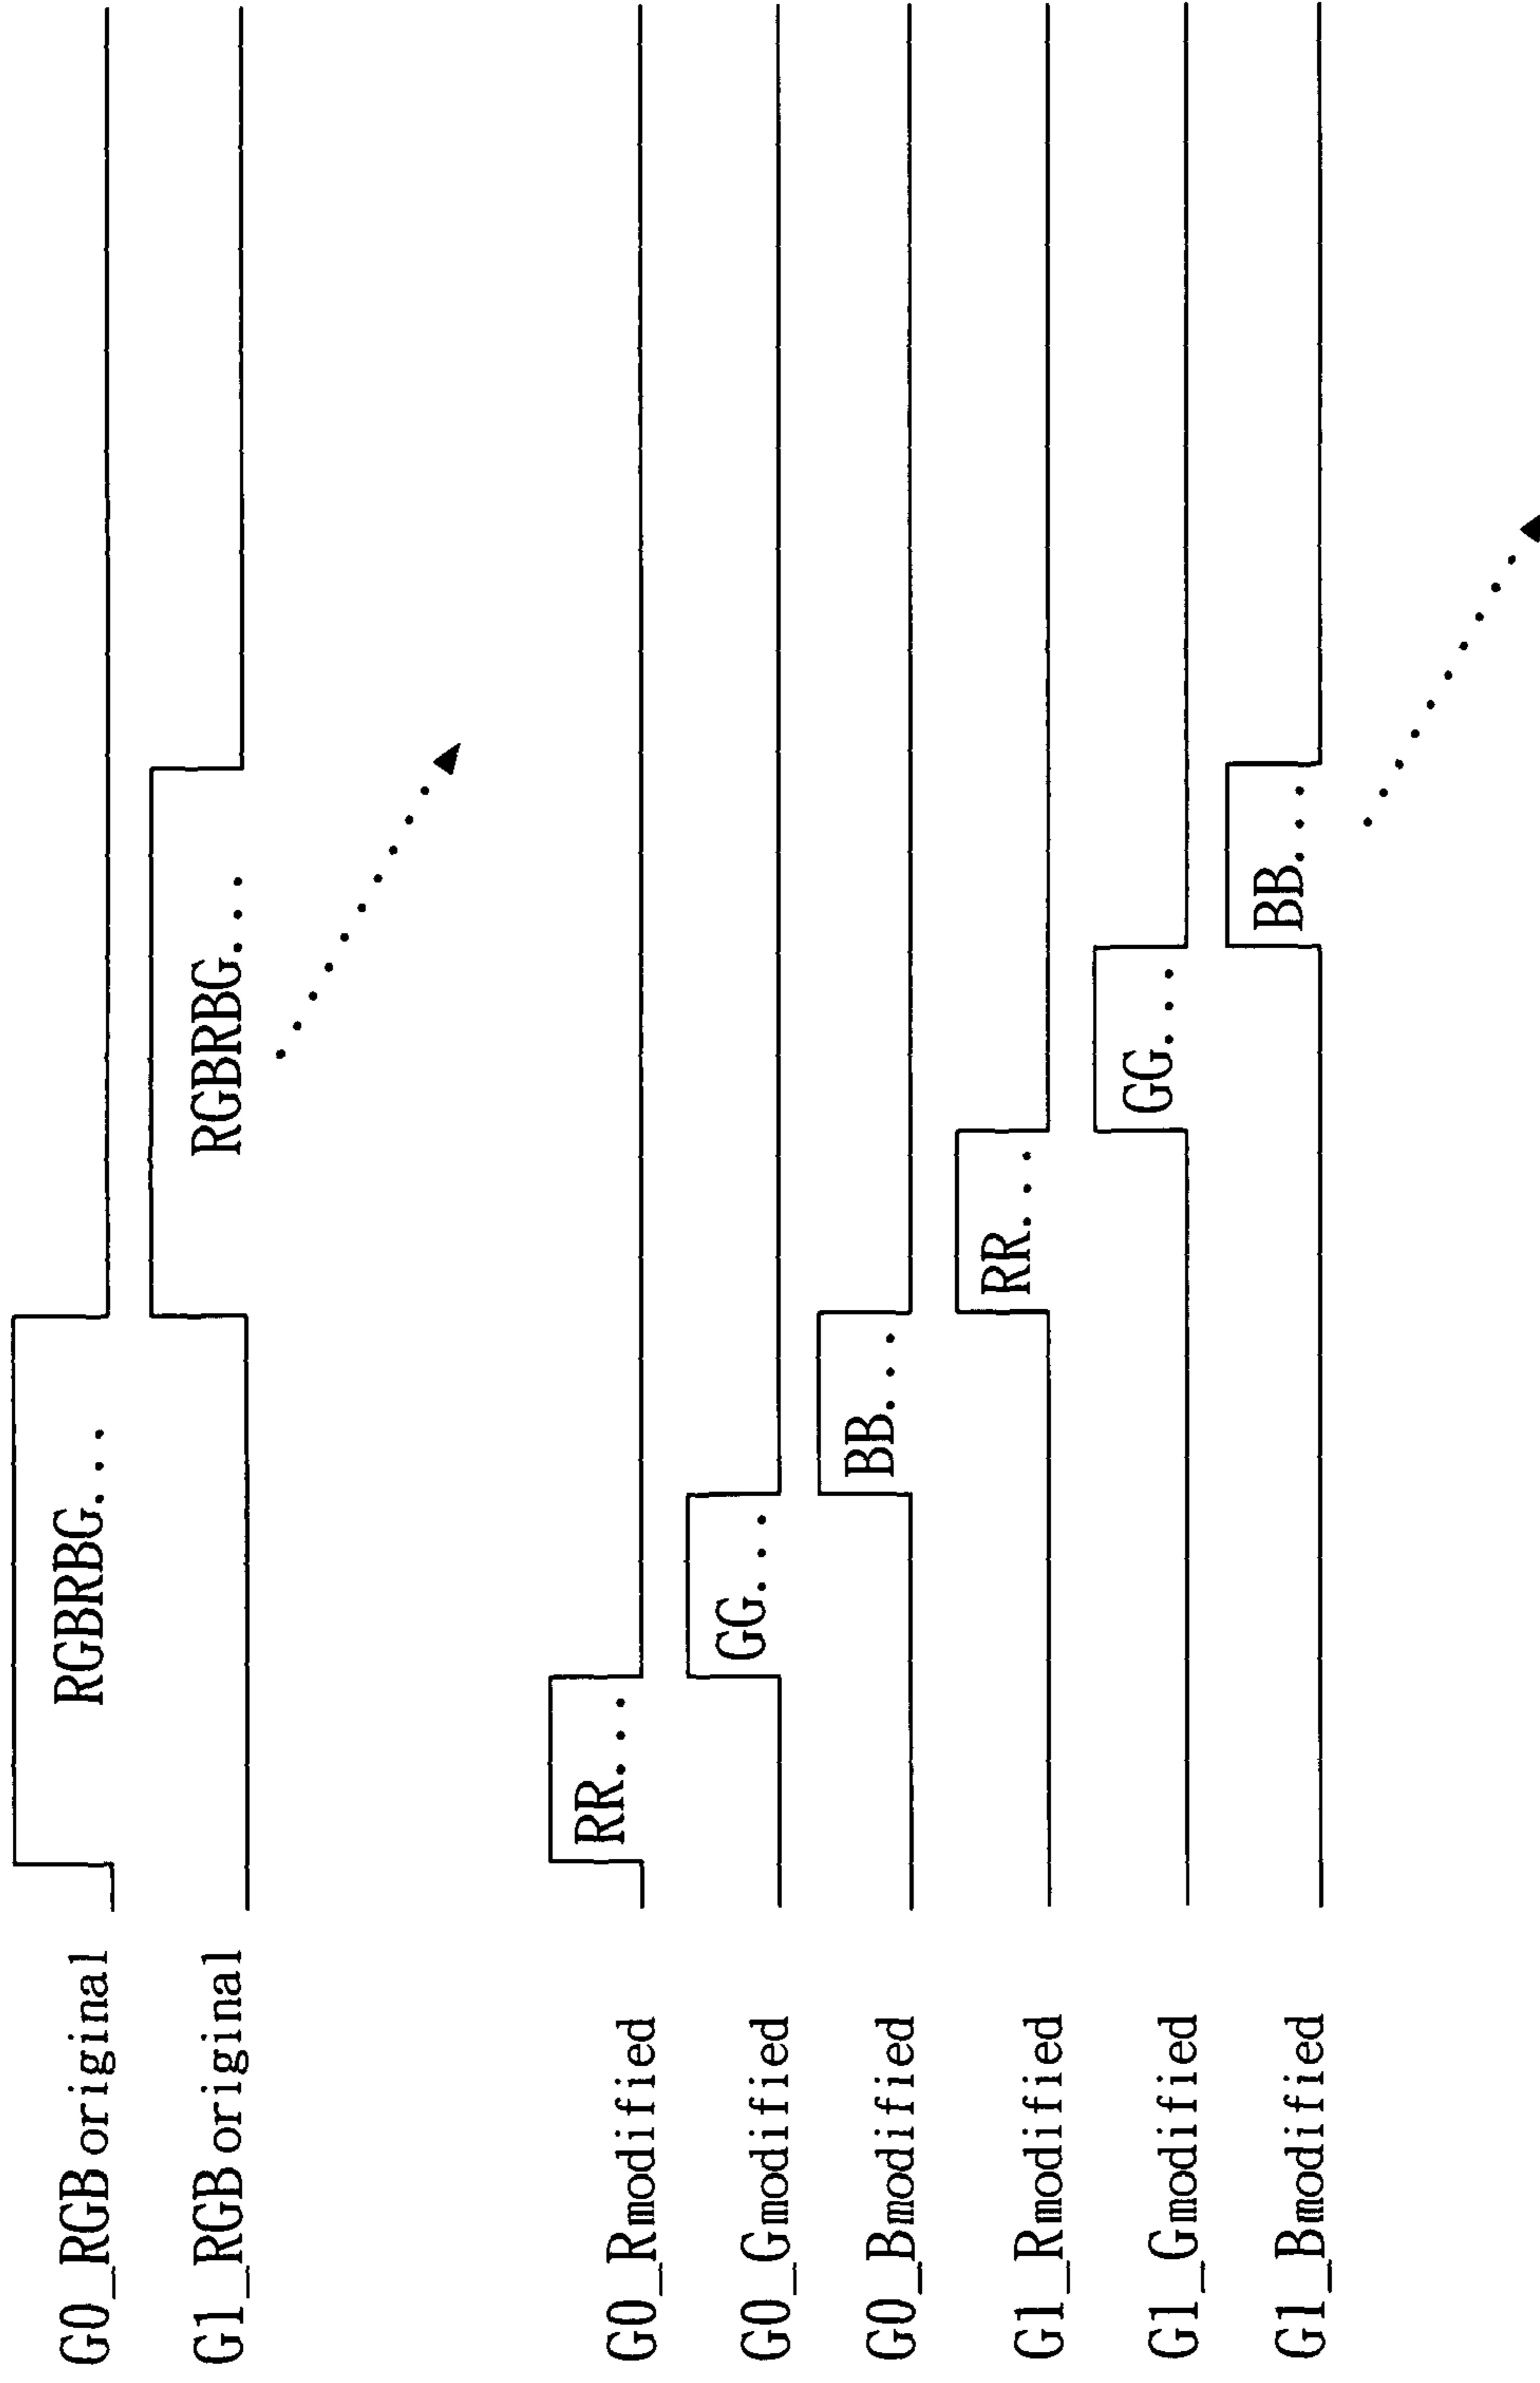 G0_RGBoriginal
RGBRBG...
G1_RGBoriginal
RGBRBG...
G0_Rmodified
RR...
G0_Gmodified
GG...
G0_Bmodified
BB...
G1_Rmodified
RR...
G1_Gmodified
GG...
G1_Bmodified
BB...